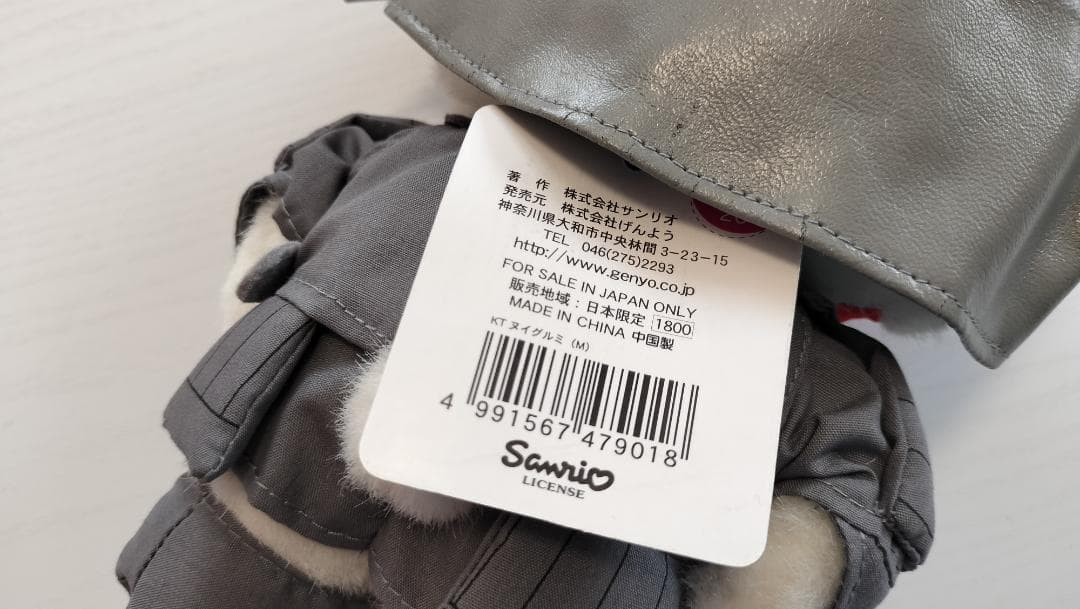 著 作 株式会社サンリオ
発売元 株式会社げんよう
神奈川県大和市中央林間3-23-15
TEL 046(275)2293
http://www.genyo.co.jp
FOR SALE IN JAPAN ONLY
販売地域：日本限定 1800
MADE IN CHINA 中国製
KT ヌイグルミ (M)
4 991567 479018
Sanrio
LICENSE